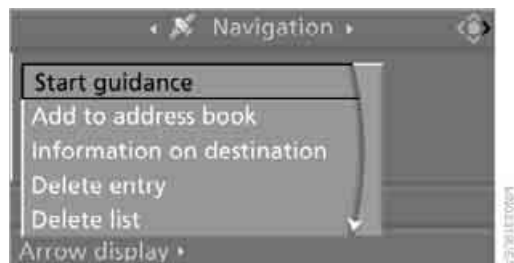 Navigation
Start guidance
Add to address book
Information on destination
Delete entry
Delete list
Arrow display